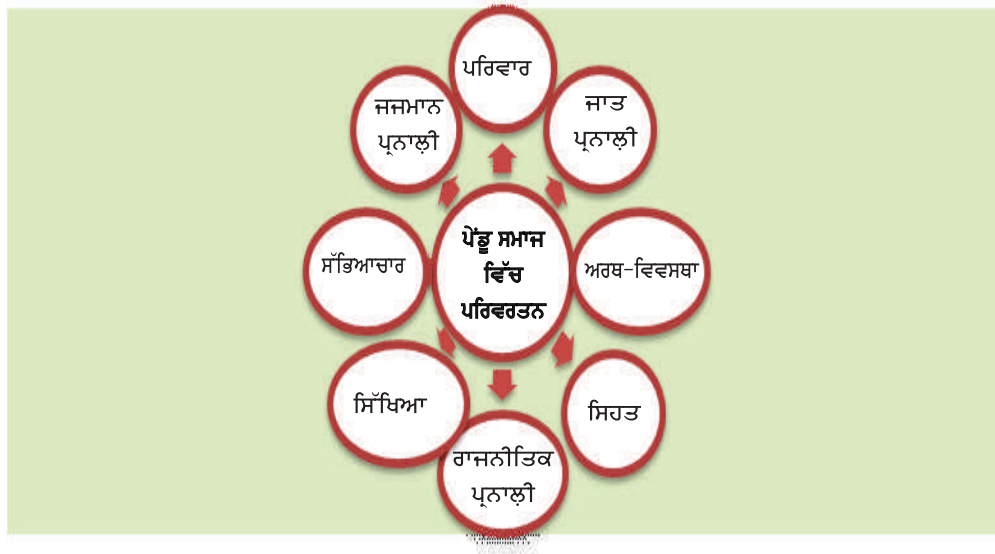 ਪਰਿਵਾਰ
ਜਾਤ
ਪ੍ਰਨਾਲ਼ੀ
ਅਰਥ-ਵਿਵਸਥਾ
ਸਿਹਤ
ਰਾਜਨੀਤਿਕ
ਪ੍ਰਨਾਲ਼ੀ
ਸਿੱਖਿਆ
ਸੱਭਿਆਚਾਰ
ਜਜਮਾਨ
ਪ੍ਰਨਾਲ਼ੀ
ਪੇਂਡੂ ਸਮਾਜ
ਵਿੱਚ
ਪਰਿਵਰਤਨ